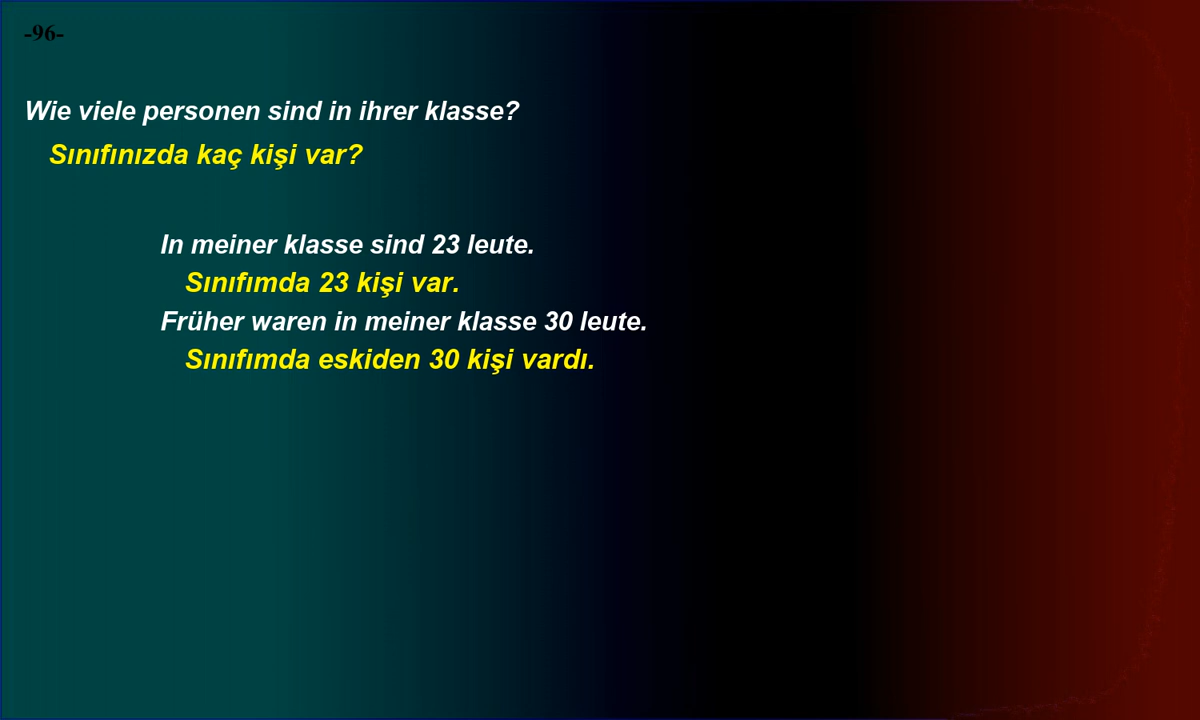 -96-
Wie viele personen sind in ihrer klasse?
Sınıfınızda kaç kişi var?
In meiner klasse sind 23 leute.
Sınıfımda 23 kişi var.
Früher waren in meiner klasse 30 leute.
Sınıfımda eskiden 30 kişi vardı.